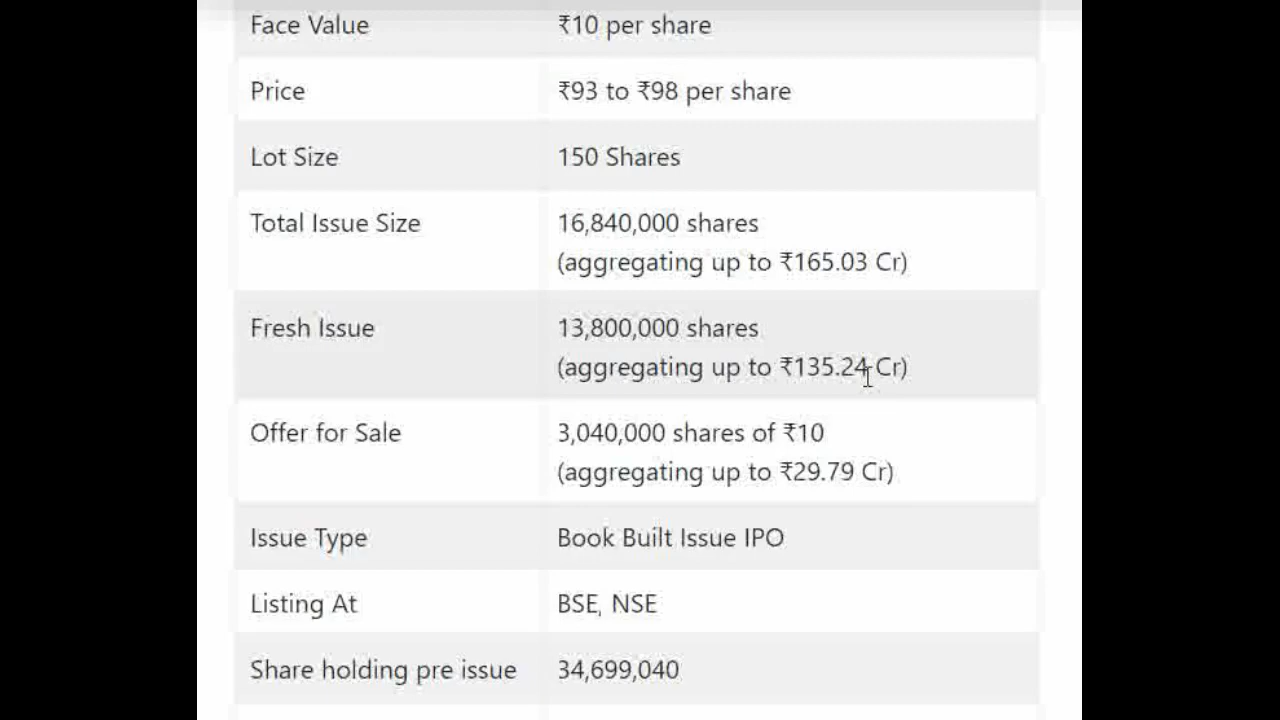 Face Value ₹10 per share
Price ₹93 to ₹98 per share
Lot Size 150 Shares
Total Issue Size 16,840,000 shares
(aggregating up to ₹165.03 Cr)
Fresh Issue 13,800,000 shares
(aggregating up to ₹135.24 Cr)
Offer for Sale 3,040,000 shares of ₹10
(aggregating up to ₹29.79 Cr)
Issue Type Book Built Issue IPO
Listing At BSE, NSE
Share holding pre issue 34,699,040